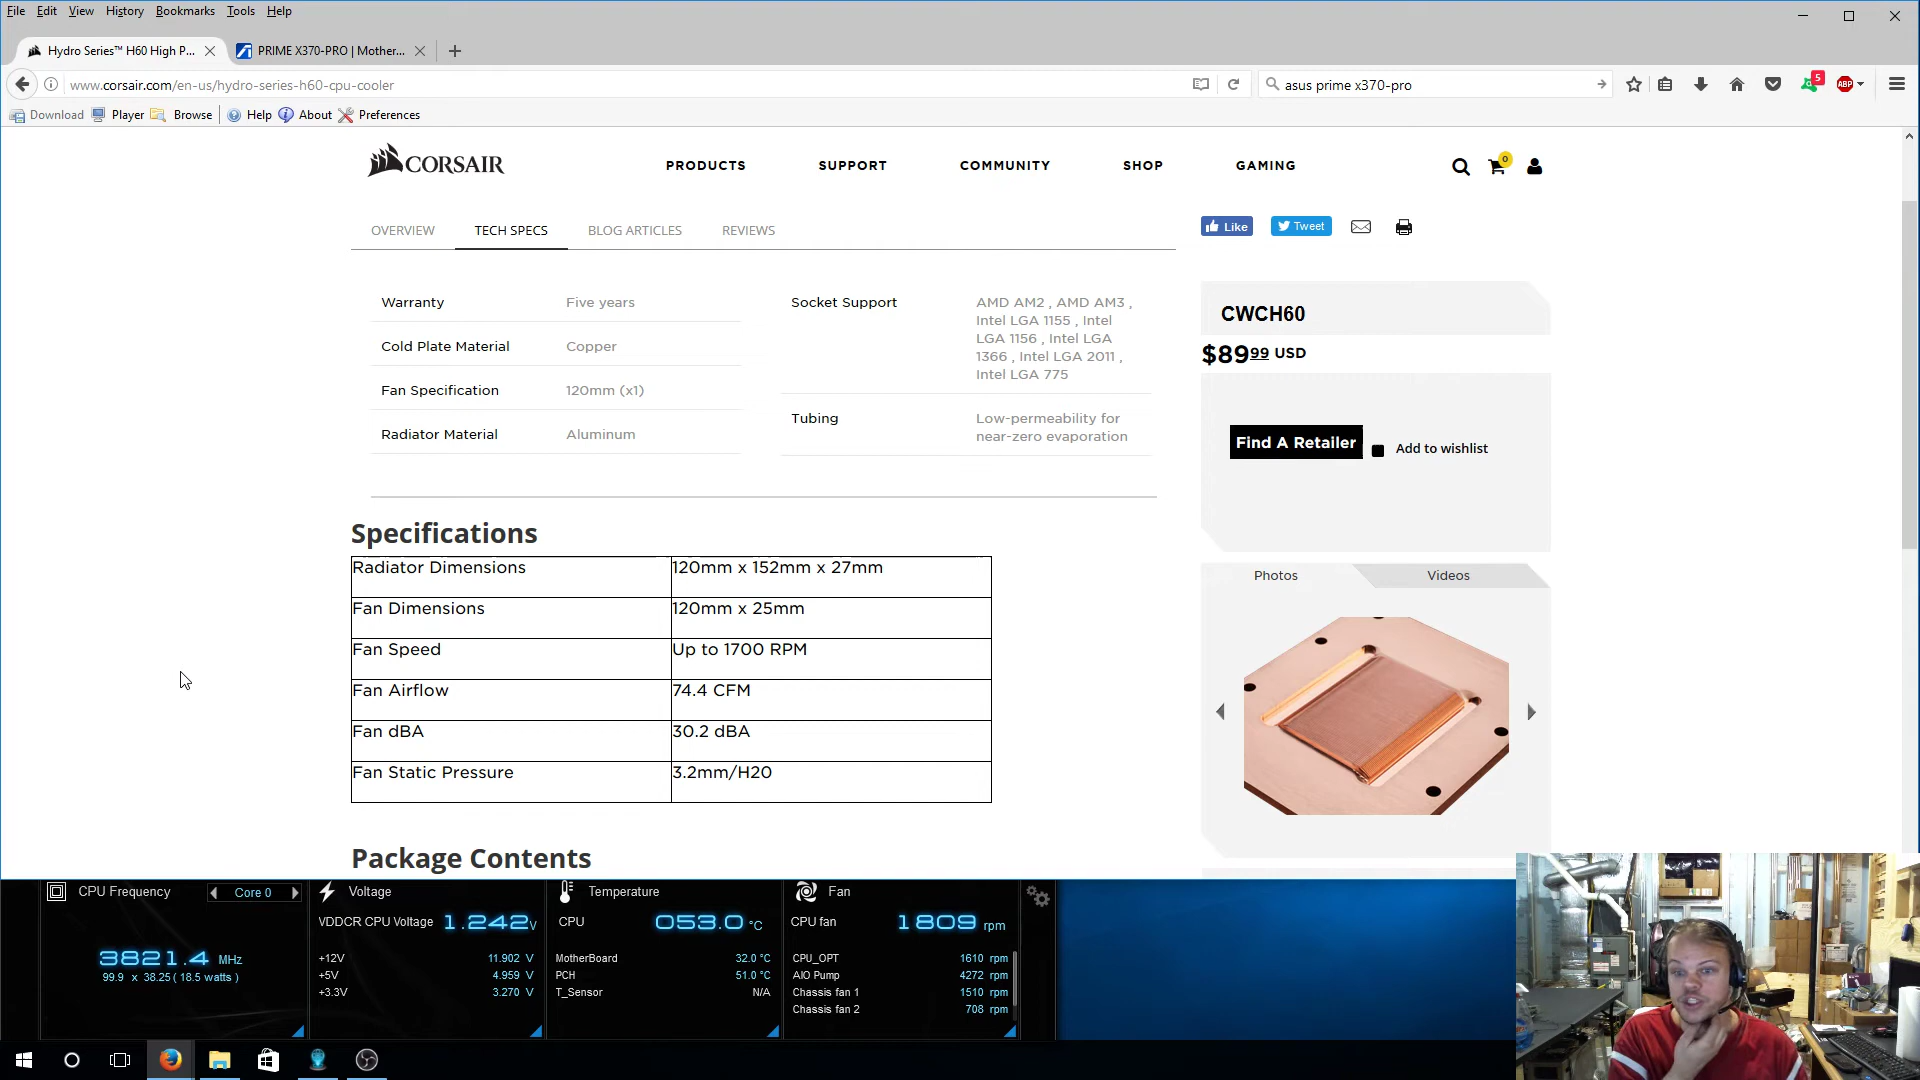 File Edit View History Bookmarks Tools Help
Hydro Series™ H60 High P... PRIME X370-PRO | Mother...
www.corsair.com/en-us/hydro-series-h60-cpu-cooler
asus prime x370-pro
5
ABP
Download Player Browse Help About Preferences
CORSAIR
PRODUCTS SUPPORT COMMUNITY SHOP GAMING
0
OVERVIEW TECH SPECS BLOG ARTICLES REVIEWS
Like Tweet
Warranty Five years
Cold Plate Material Copper
Fan Specification 120mm (x1)
Radiator Material Aluminum
Socket Support AMD AM2 , AMD AM3 ,
Intel LGA 1155 , Intel
LGA 1156 , Intel LGA
1366 , Intel LGA 2011 ,
Intel LGA 775
Tubing Low-permeability for
near-zero evaporation
CWCH60
$89 99 USD
Find A Retailer Add to wishlist
Photos Videos
Specifications
Radiator Dimensions 120mm x 152mm x 27mm
Fan Dimensions 120mm x 25mm
Fan Speed Up to 1700 RPM
Fan Airflow 74.4 CFM
Fan dBA 30.2 dBA
Fan Static Pressure 3.2mm/H20
Package Contents
CPU Frequency Core 0
3821.4 MHz
99.9 x 38.25 ( 18.5 watts )
Voltage
VDDCR CPU Voltage 1.242 V
+12V 11.902 V
+5V 4.959 V
+3.3V 3.270 V
Temperature
CPU 053.0 °C
MotherBoard 32.0 °C
PCH 51.0 °C
T_Sensor N/A
Fan
CPU fan 1809 rpm
CPU_OPT 1610 rpm
AIO Pump 4272 rpm
Chassis fan 1 1510 rpm
Chassis fan 2 708 rpm